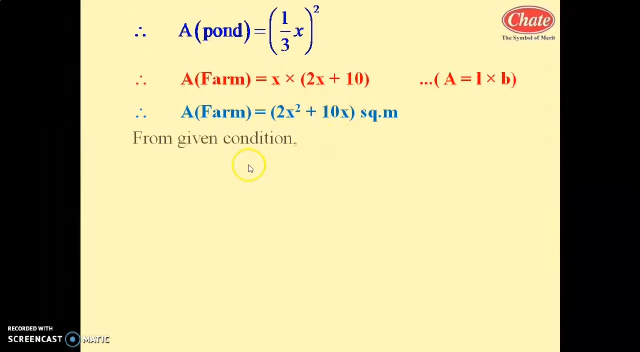 ∴ A(pond) = (1/3 x)²
Chate
The Symbol of Merit
∴ A(Farm) = x × (2x + 10) ...( A = l × b)
∴ A(Farm) = (2x² + 10x) sq.m
From given condition,
RECORDED WITH
SCREENCAST MATIC